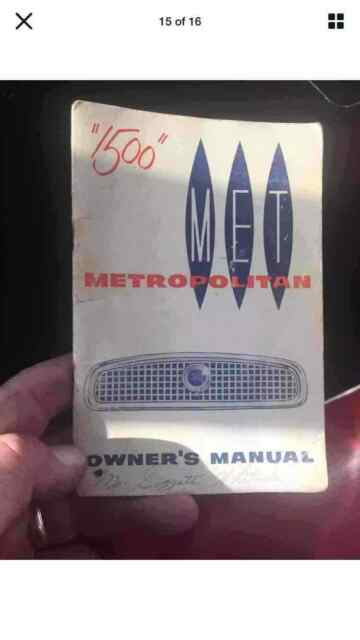 15 of 16
"1500"
MET
METROPOLITAN
OWNER'S MANUAL